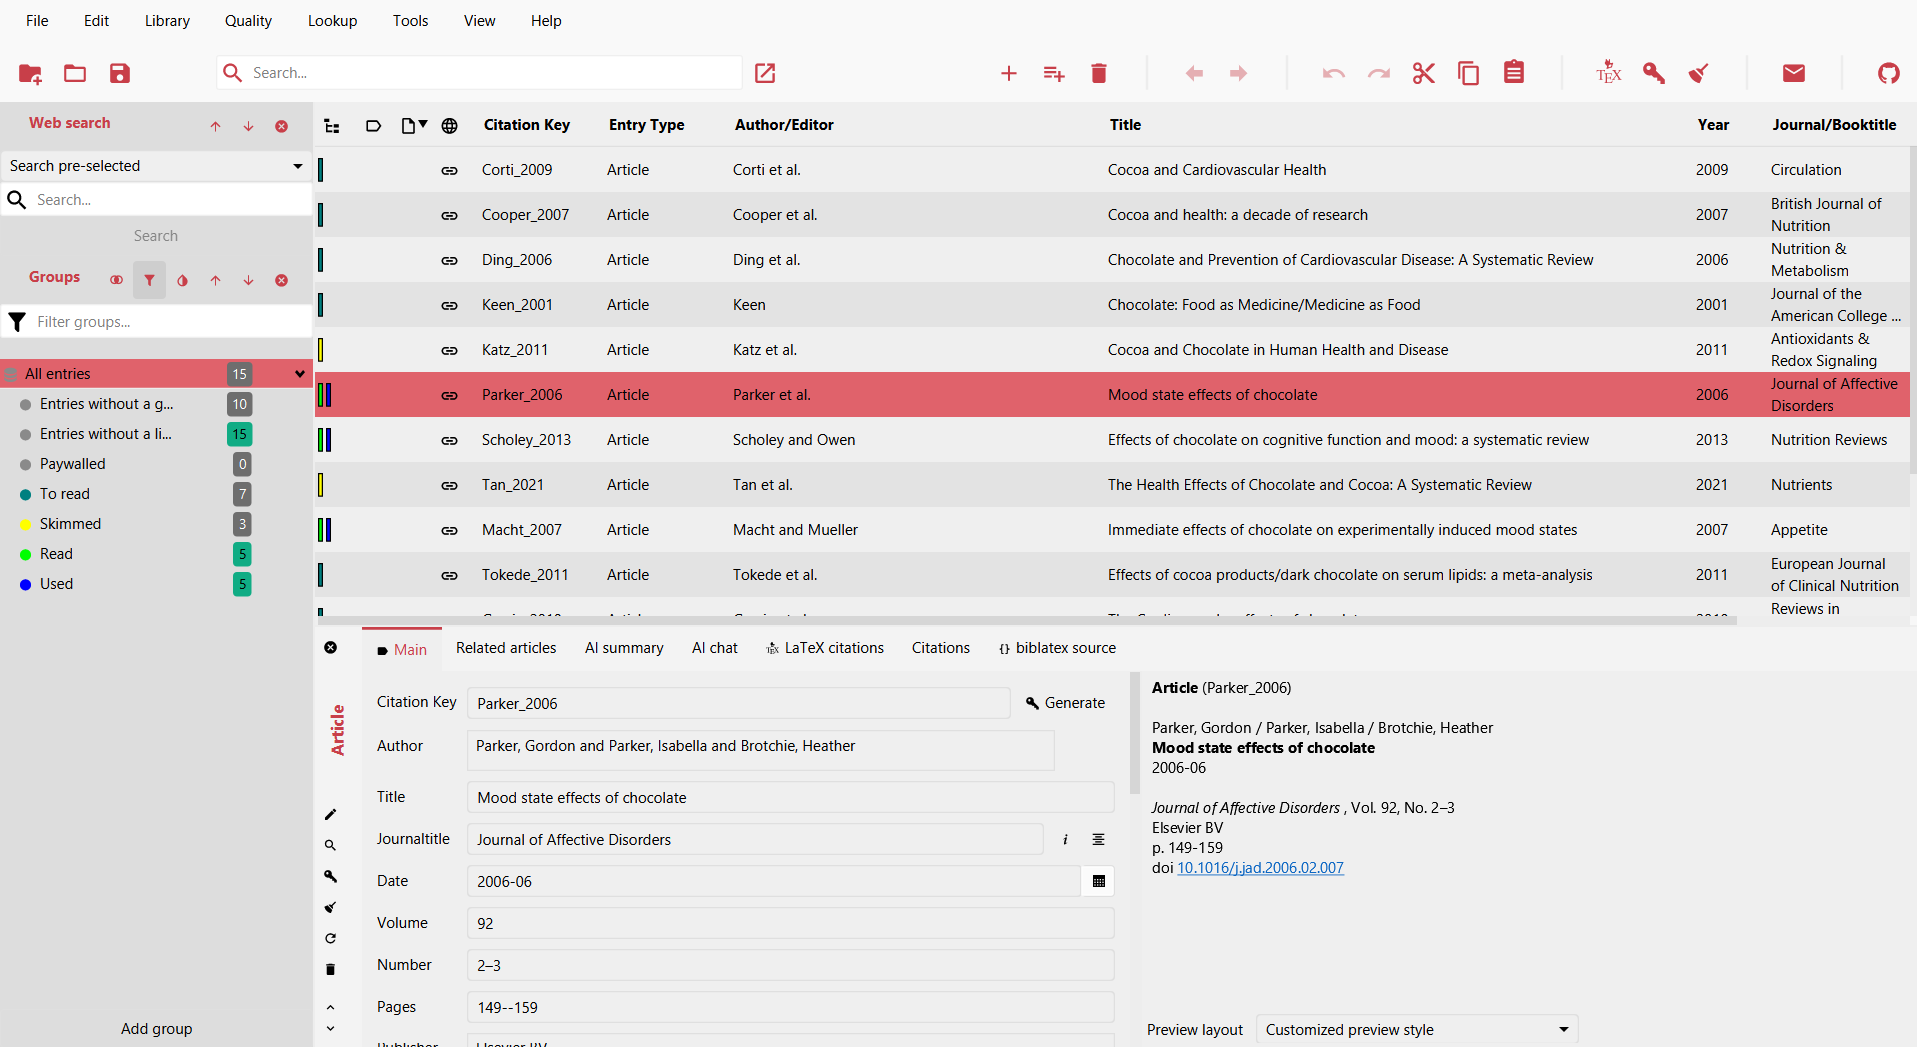 File Edit Library Quality Lookup Tools View Help
Search...
TEX
Web search
Search pre-selected
Search...
Search
Groups
Filter groups...
All entries 15
Entries without a g... 10
Entries without a li... 15
Paywalled 0
To read 7
Skimmed 3
Read 5
Used 5
Add group
Citation Key Entry Type Author/Editor Title Year Journal/Booktitle
Corti_2009 Article Corti et al. Cocoa and Cardiovascular Health 2009 Circulation
Cooper_2007 Article Cooper et al. Cocoa and health: a decade of research 2007 British Journal of
Nutrition
Ding_2006 Article Ding et al. Chocolate and Prevention of Cardiovascular Disease: A Systematic Review 2006 Nutrition &
Metabolism
Keen_2001 Article Keen Chocolate: Food as Medicine/Medicine as Food 2001 Journal of the
American College ...
Katz_2011 Article Katz et al. Cocoa and Chocolate in Human Health and Disease 2011 Antioxidants &
Redox Signaling
Parker_2006 Article Parker et al. Mood state effects of chocolate 2006 Journal of Affective
Disorders
Scholey_2013 Article Scholey and Owen Effects of chocolate on cognitive function and mood: a systematic review 2013 Nutrition Reviews
Tan_2021 Article Tan et al. The Health Effects of Chocolate and Cocoa: A Systematic Review 2021 Nutrients
Macht_2007 Article Macht and Mueller Immediate effects of chocolate on experimentally induced mood states 2007 Appetite
Tokede_2011 Article Tokede et al. Effects of cocoa products/dark chocolate on serum lipids: a meta-analysis 2011 European Journal
of Clinical Nutrition
Reviews in
Main Related articles AI summary AI chat TEX LaTeX citations Citations {} biblatex source
Article
Citation Key Parker_2006 Generate
Author Parker, Gordon and Parker, Isabella and Brotchie, Heather
Title Mood state effects of chocolate
Journaltitle Journal of Affective Disorders i
Date 2006-06
Volume 92
Number 2–3
Pages 149--159
Publisher Elsevier BV
Article (Parker_2006)
Parker, Gordon / Parker, Isabella / Brotchie, Heather
Mood state effects of chocolate
2006-06
Journal of Affective Disorders , Vol. 92, No. 2–3
Elsevier BV
p. 149-159
doi 10.1016/j.jad.2006.02.007
Preview layout Customized preview style